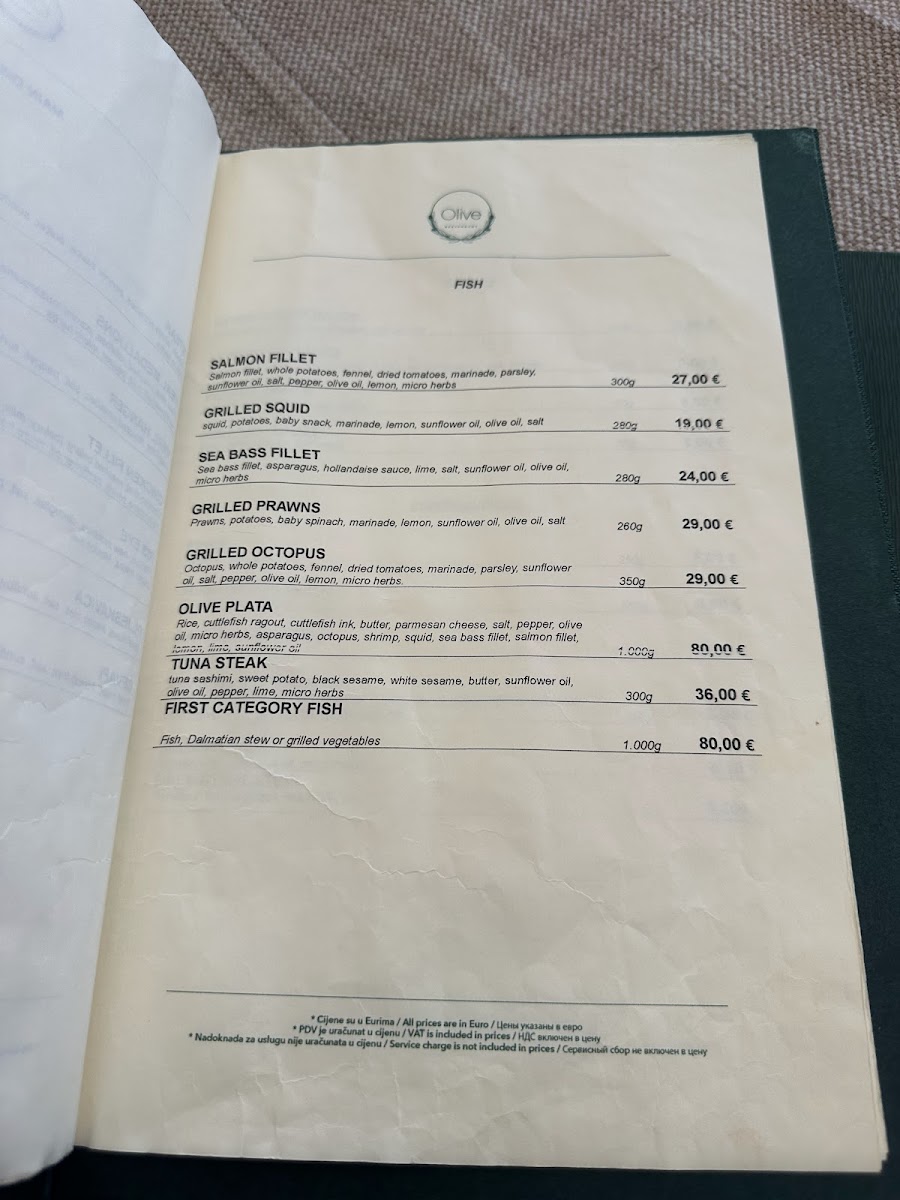 Olive
FISH
SALMON FILLET
Salmon fillet, whole potatoes, fennel, dried tomatoes, marinade, parsley,
sunflower oil, salt, pepper, olive oil, lemon, micro herbs 300g 27,00 €
GRILLED SQUID
squid, potatoes, baby snack, marinade, lemon, sunflower oil, olive oil, salt 280g 19,00 €
SEA BASS FILLET
Sea bass fillet, asparagus, hollandaise sauce, lime, salt, sunflower oil, olive oil,
micro herbs 280g 24,00 €
GRILLED PRAWNS
Prawns, potatoes, baby spinach, marinade, lemon, sunflower oil, olive oil, salt 260g 29,00 €
GRILLED OCTOPUS
Octopus, whole potatoes, fennel, dried tomatoes, marinade, parsley, sunflower
oil, salt, pepper, olive oil, lemon, micro herbs. 350g 29,00 €
OLIVE PLATA
Rice, cuttlefish ragout, cuttlefish ink, butter, parmesan cheese, salt, pepper, olive
oil, micro herbs, asparagus, octopus, shrimp, squid, sea bass fillet, salmon fillet,
lemon, lime, sunflower oil 1.000g 80,00 €
TUNA STEAK
tuna sashimi, sweet potato, black sesame, white sesame, butter, sunflower oil,
olive oil, pepper, lime, micro herbs 300g 36,00 €
FIRST CATEGORY FISH
Fish, Dalmatian stew or grilled vegetables 1.000g 80,00 €
* Cijene su u Eurima / All prices are in Euro / Цены указаны в евро
* PDV je uračunat u cijenu / VAT is included in prices / НДС включен в цену
* Nadoknada za uslugu nije uračunata u cijenu / Service charge is not included in prices / Сервисный сбор не включен в цену